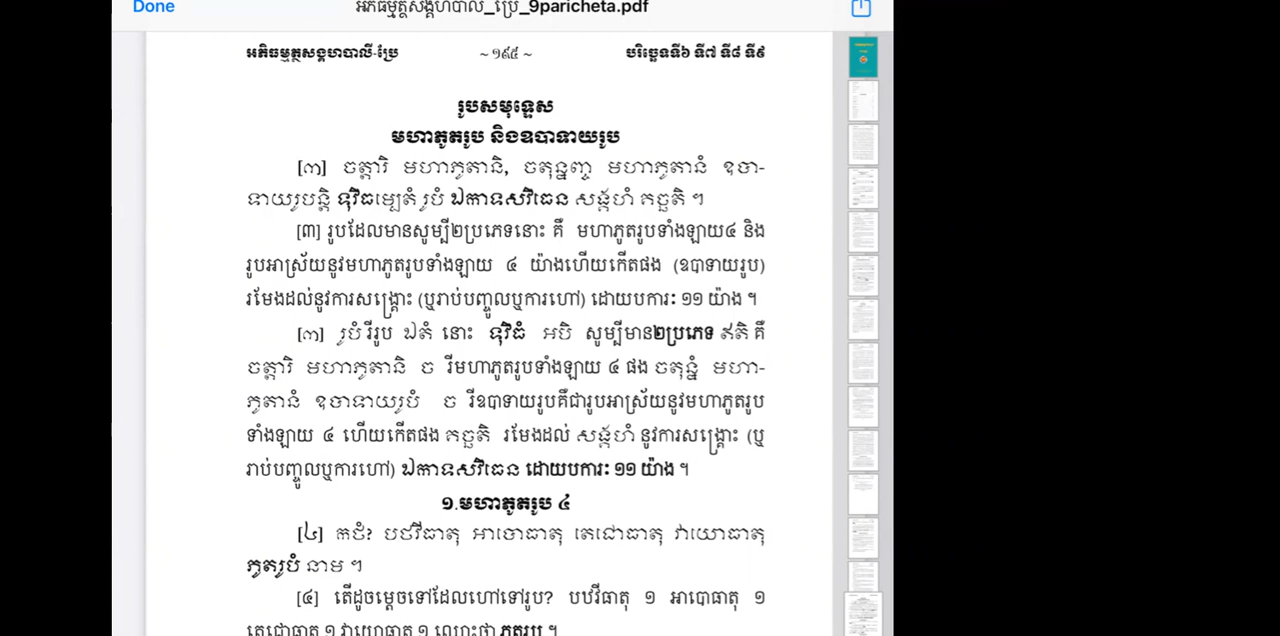 Done
អភិធម្មត្ថសង្គហបាលី_ប្រែ_9paricheta.pdf
អភិធម្មត្ថសង្គហបាលី-ប្រែ
~ ១៩៥ ~
បរិច្ឆេទទី៦ ទី៧ ទី៨ ទី៩
រូបសមុទ្ទេស
មហាភូតរូប និងឧបាទាយរូប
[៣] ចត្តារិ មហាភូតានិ, ចតុន្នញ្ច មហាភូតានំ ឧបា-
ទាយរូបន្តិ ទុវិធម្បេតំ រូបំ ឯកាទសវិធេន សង្គហំ គច្ឆតិ ។
[៣] រូបដែលមានសូម្បី២ប្រភេទនោះ គឺ មហាភូតរូបទាំងឡាយ៤ និង
រូបអាស្រ័យនូវមហាភូតរូបទាំងឡាយ ៤ យ៉ាងហើយកើតផង (ឧបាទាយរូប)
រមែងដល់នូវការសង្គ្រោះ (ឬរាប់បញ្ចូលឬការហៅ) (ដោយបការៈ ១១ យ៉ាង ។
[៣] រូបំ រីរូប ឯតំ នោះ ទុវិធំ អបិ សូម្បីមាន២ប្រភេទ ឥតិ គឺ
ចត្តារិ មហាភូតានិ ច រីមហាភូតរូបទាំងឡាយ ៤ ផង ចតុន្នំ មហា-
ភូតានំ ឧបាទាយរូបំ ច រីឧបាទាយរូបគឺជារូបអាស្រ័យនូវមហាភូតរូប
ទាំងឡាយ ៤ ហើយកើតផង គច្ឆតិ រមែងដល់ សង្គហំ នូវការសង្គ្រោះ (ឬ
រាប់បញ្ចូលឬការហៅ) ឯកាទសវិធេន ដោយបការៈ ១១ យ៉ាង ។
១.មហាភូតរូប ៤
[៤] កថំ? បឋវីធាតុ អាបោធាតុ តេជោធាតុ វាយោធាតុ
ភូតរូបំ នាម ។
[៤] តើដូចម្តេចទៅដែលហៅទៅរូប? បឋវីធាតុ ១ អាបោធាតុ ១